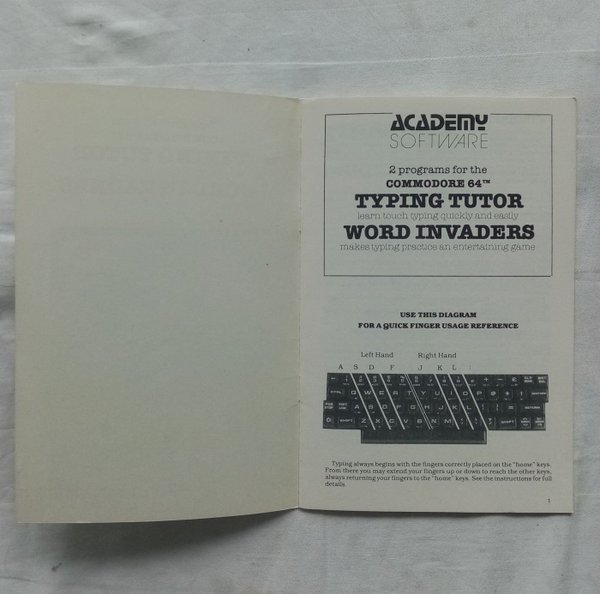 ACADEMY
SOFTWARE
2 programs for the
COMMODORE 64™
TYPING TUTOR
learn touch typing quickly and easily
WORD INVADERS
makes typing practice an entertaining game
USE THIS DIAGRAM
FOR A QUICK FINGER USAGE REFERENCE
Left Hand Right Hand
A S D F J K L :
Q W E R T Y U I O P
A S D G H J K L
SHIFT Z X C V B N M SHIFT
Typing always begins with the fingers correctly placed on the "home" keys.
From there you may extend your fingers up or down to reach the other keys,
always returning your fingers to the "home" keys. See the instructions for full
details.
1